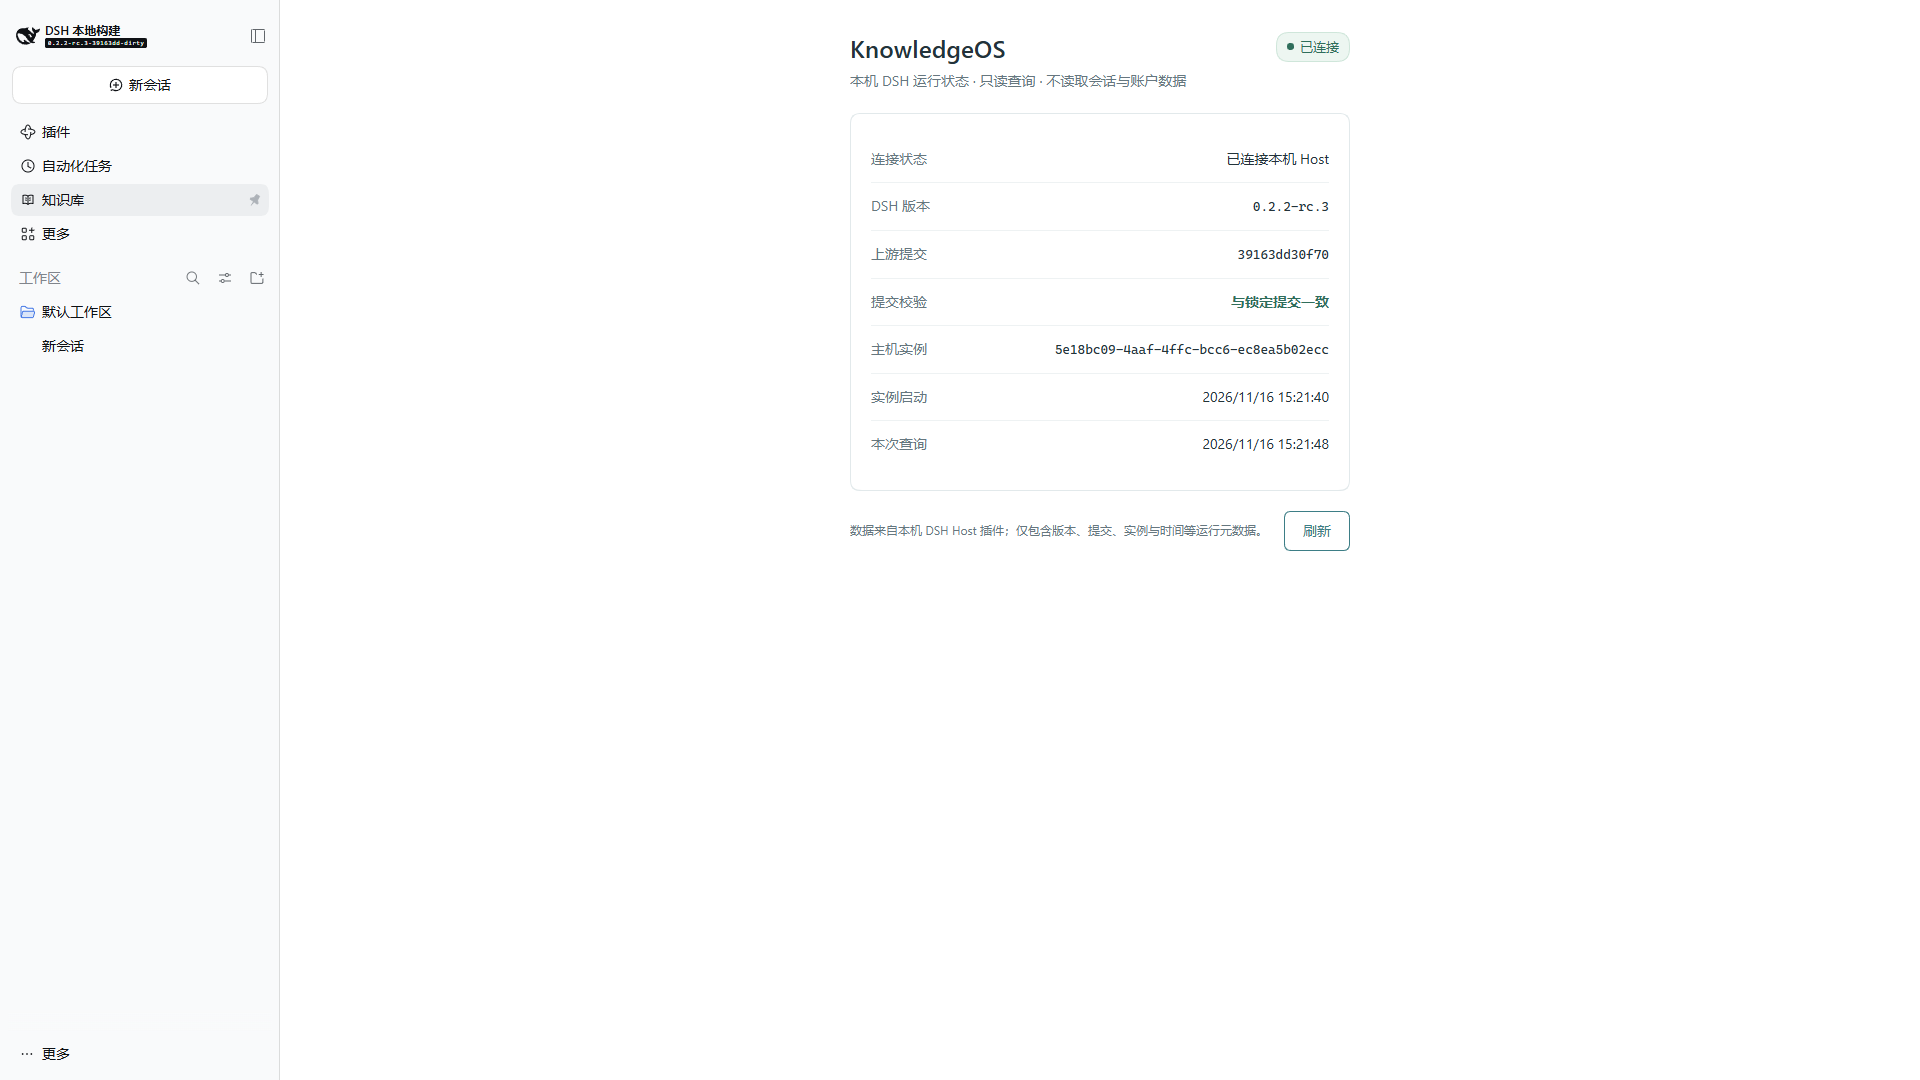 DSH 本地构建
0.2.2-rc.3-39163dd-dirty
新会话
插件
自动化任务
知识库
更多
工作区
默认工作区
新会话
更多
KnowledgeOS
已连接
本机 DSH 运行状态 · 只读查询 · 不读取会话与账户数据
连接状态 已连接本机 Host
DSH 版本 0.2.2-rc.3
上游提交 39163dd30f70
提交校验 与锁定提交一致
主机实例 5e18bc09-4aaf-4ffc-bcc6-ec8ea5b02ecc
实例启动 2026/11/16 15:21:40
本次查询 2026/11/16 15:21:48
数据来自本机 DSH Host 插件；仅包含版本、提交、实例与时间等运行元数据。
刷新